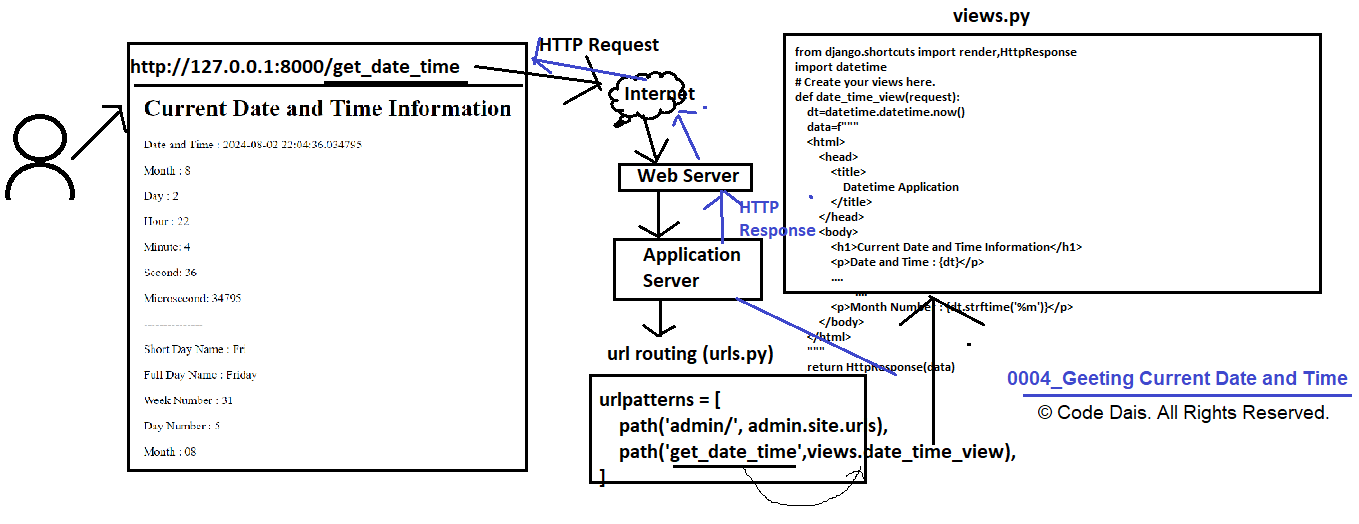 views.py
HTTP Request
http://127.0.0.1:8000/get_date_time
Current Date and Time Information
Date and Time : 2024-08-02 22:04:36.034795
Month : 8
Day : 2
Hour : 22
Minute: 4
Second: 36
Microsecond: 34795
--------------------
Short Day Name : Fri
Full Day Name : Friday
Week Number : 31
Day Number : 5
Month : 08
Internet
Web Server
HTTP
Response
Application
Server
url routing (urls.py)
urlpatterns = [
path('admin/', admin.site.urls),
path('get_date_time',views.date_time_view),
]
from django.shortcuts import render,HttpResponse
import datetime
# Create your views here.
def date_time_view(request):
dt=datetime.datetime.now()
data=f"""
<html>
<head>
<title>
Datetime Application
</title>
</head>
<body>
<h1>Current Date and Time Information</h1>
<p>Date and Time : {dt}</p>
....
....
<p>Month Number : {dt.strftime('%m')}</p>
</body>
</html>
"""
return HttpResponse(data)
0004_Geeting Current Date and Time
© Code Dais. All Rights Reserved.